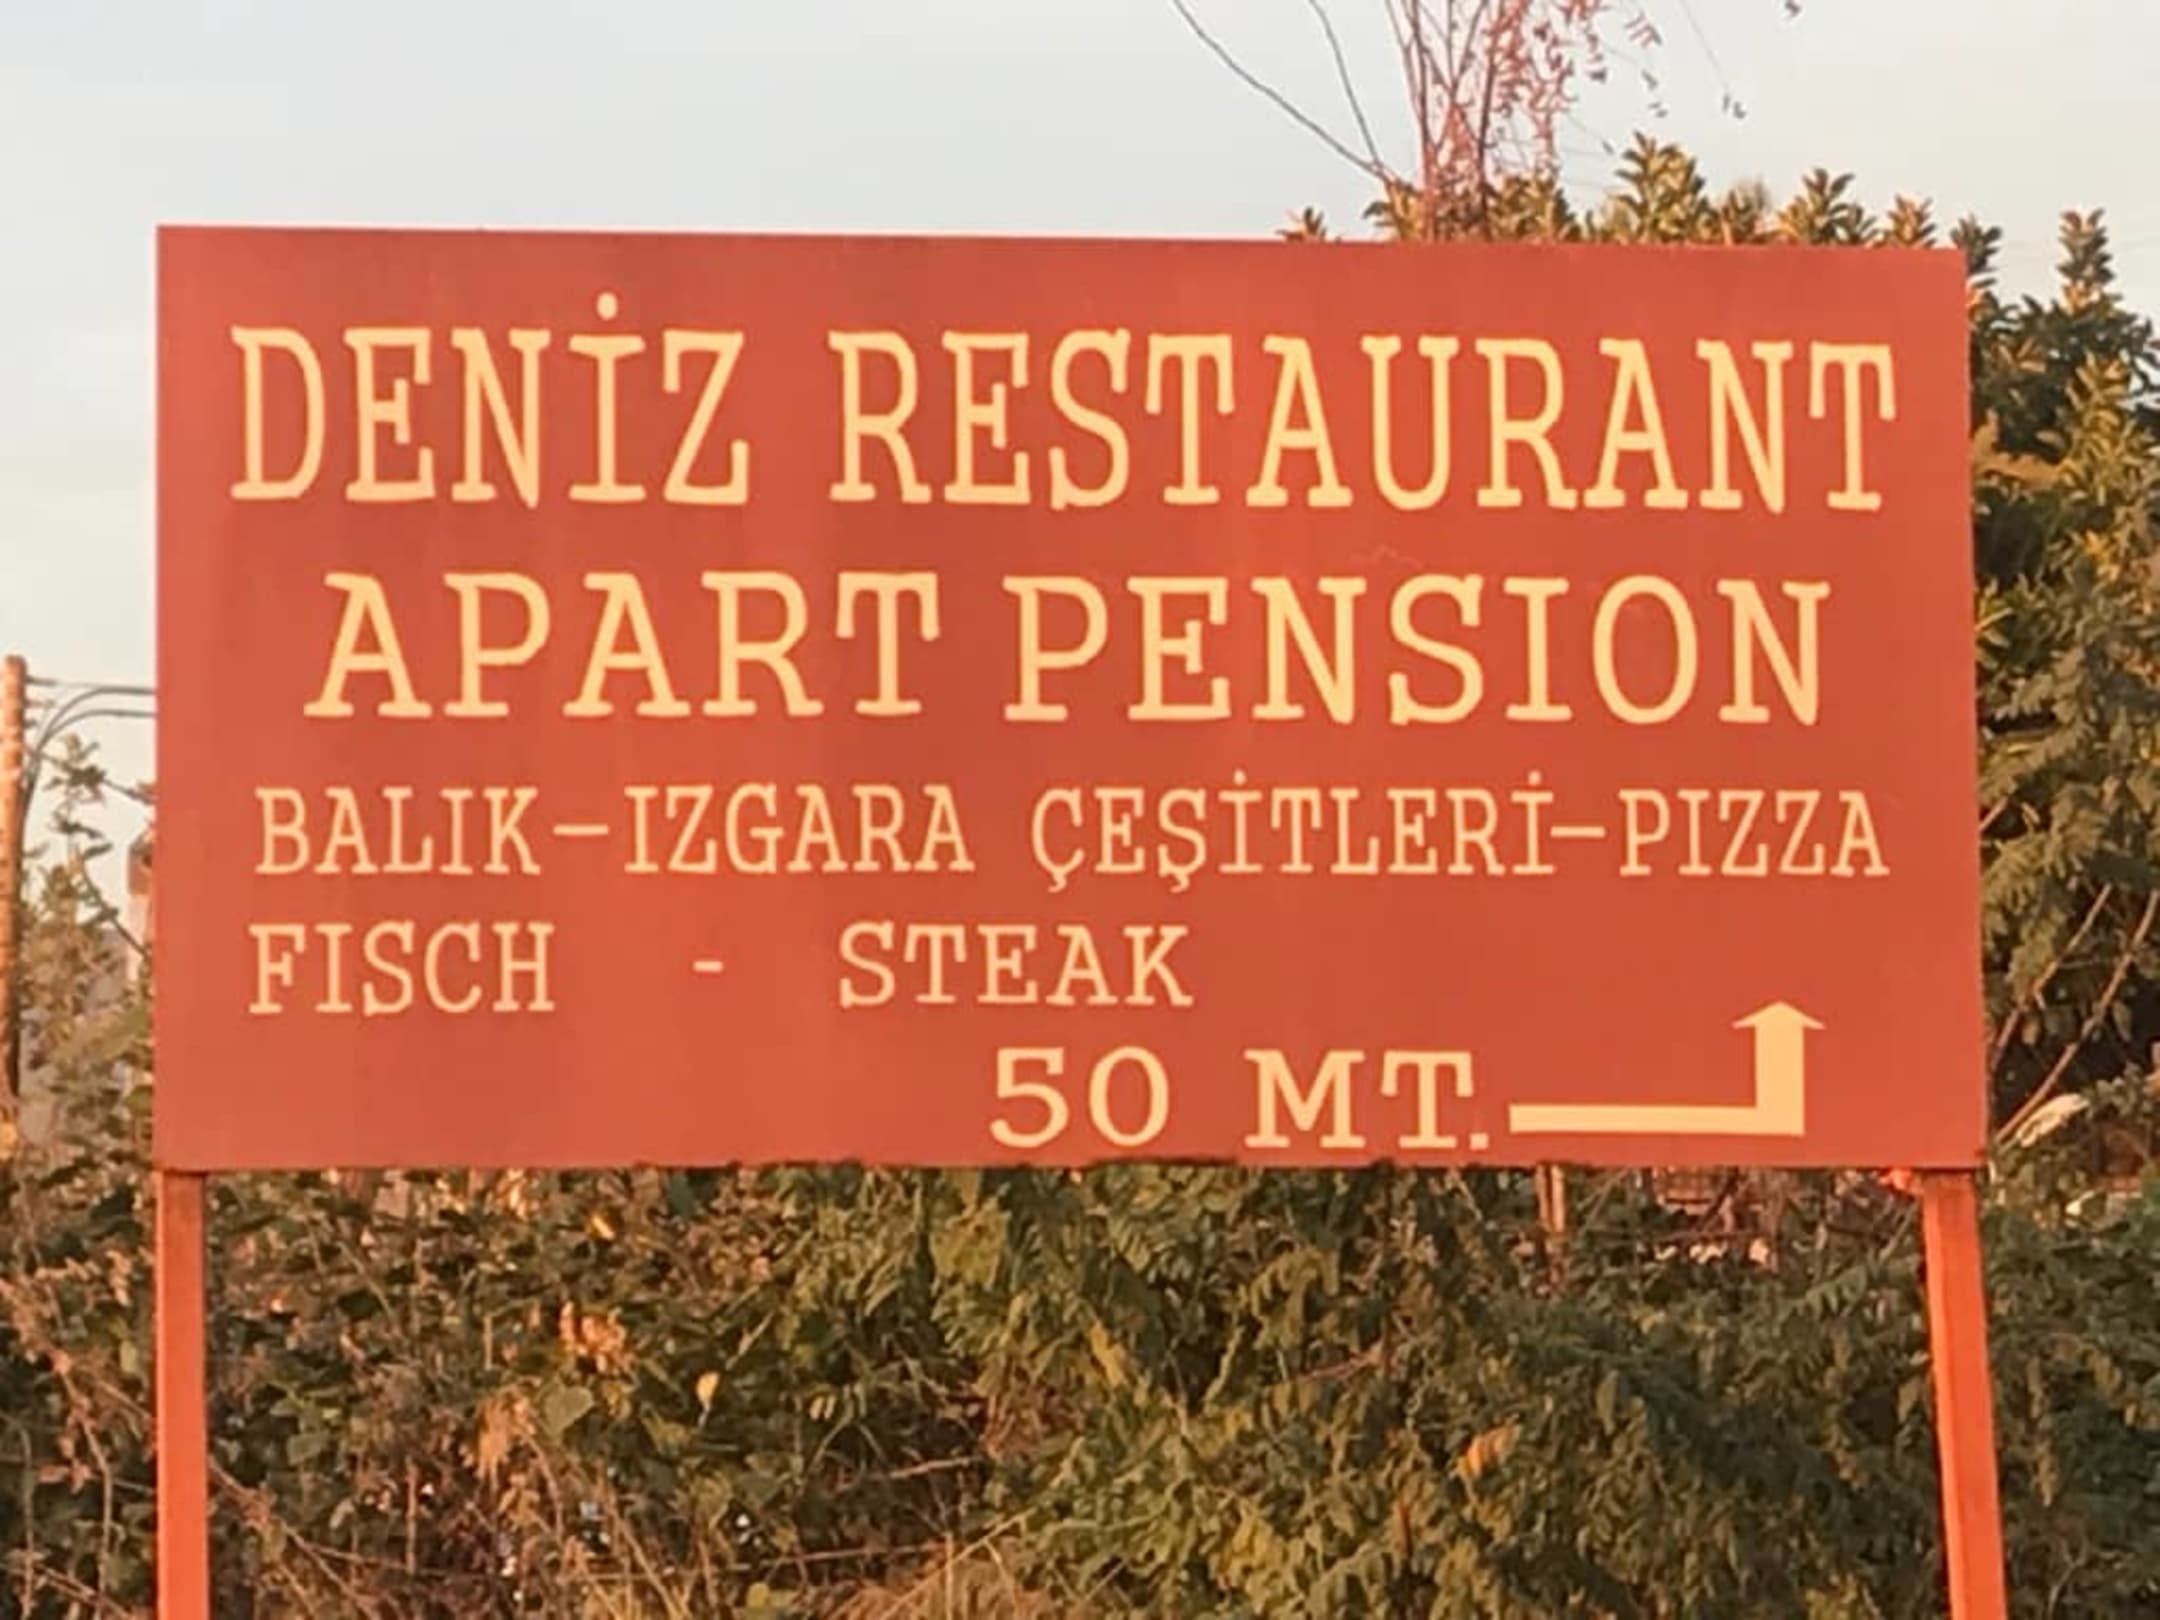 DENİZ RESTAURANT
APART PENSION
BALIK-IZGARA ÇEŞİTLERİ-PIZZA
FISCH - STEAK
50 MT.